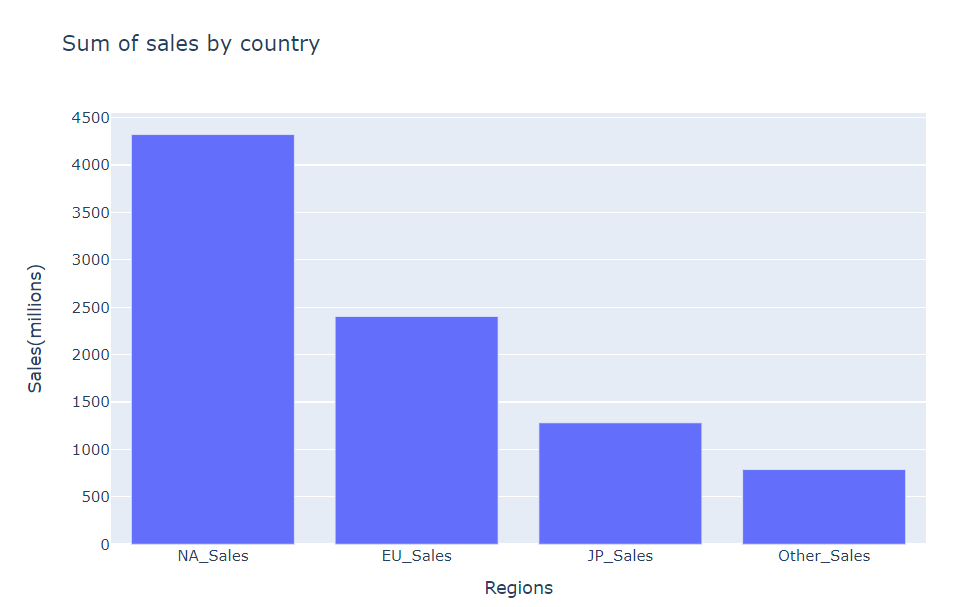 Sum of sales by country
4500
4000
3500
3000
2500
2000
1500
1000
500
0
Sales(millions)
NA_Sales EU_Sales JP_Sales Other_Sales
Regions